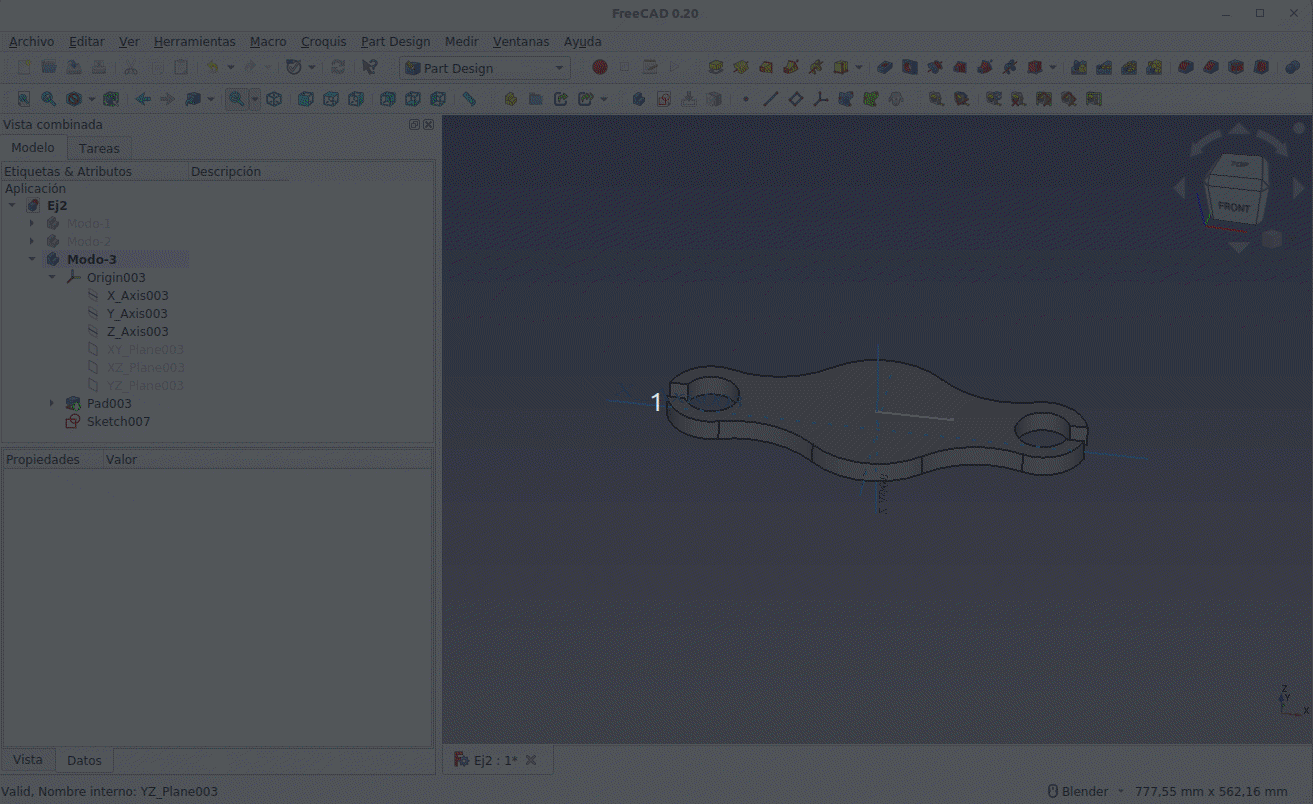 FreeCAD 0.20
Archivo Editar Ver Herramientas Macro Croquis Part Design Medir Ventanas Ayuda
Part Design
Vista combinada
Modelo Tareas
Etiquetas & Atributos Descripción
Aplicación
Ej2
Modo-1
Modo-2
Modo-3
Origin003
X_Axis003
Y_Axis003
Z_Axis003
XY_Plane003
XZ_Plane003
YZ_Plane003
Pad003
Sketch007
TOP
FRONT
1
Propiedades Valor
Z
Y
X
Vista Datos
Ej2 : 1*
Valid, Nombre interno: YZ_Plane003
Blender 777,55 mm x 562,16 mm